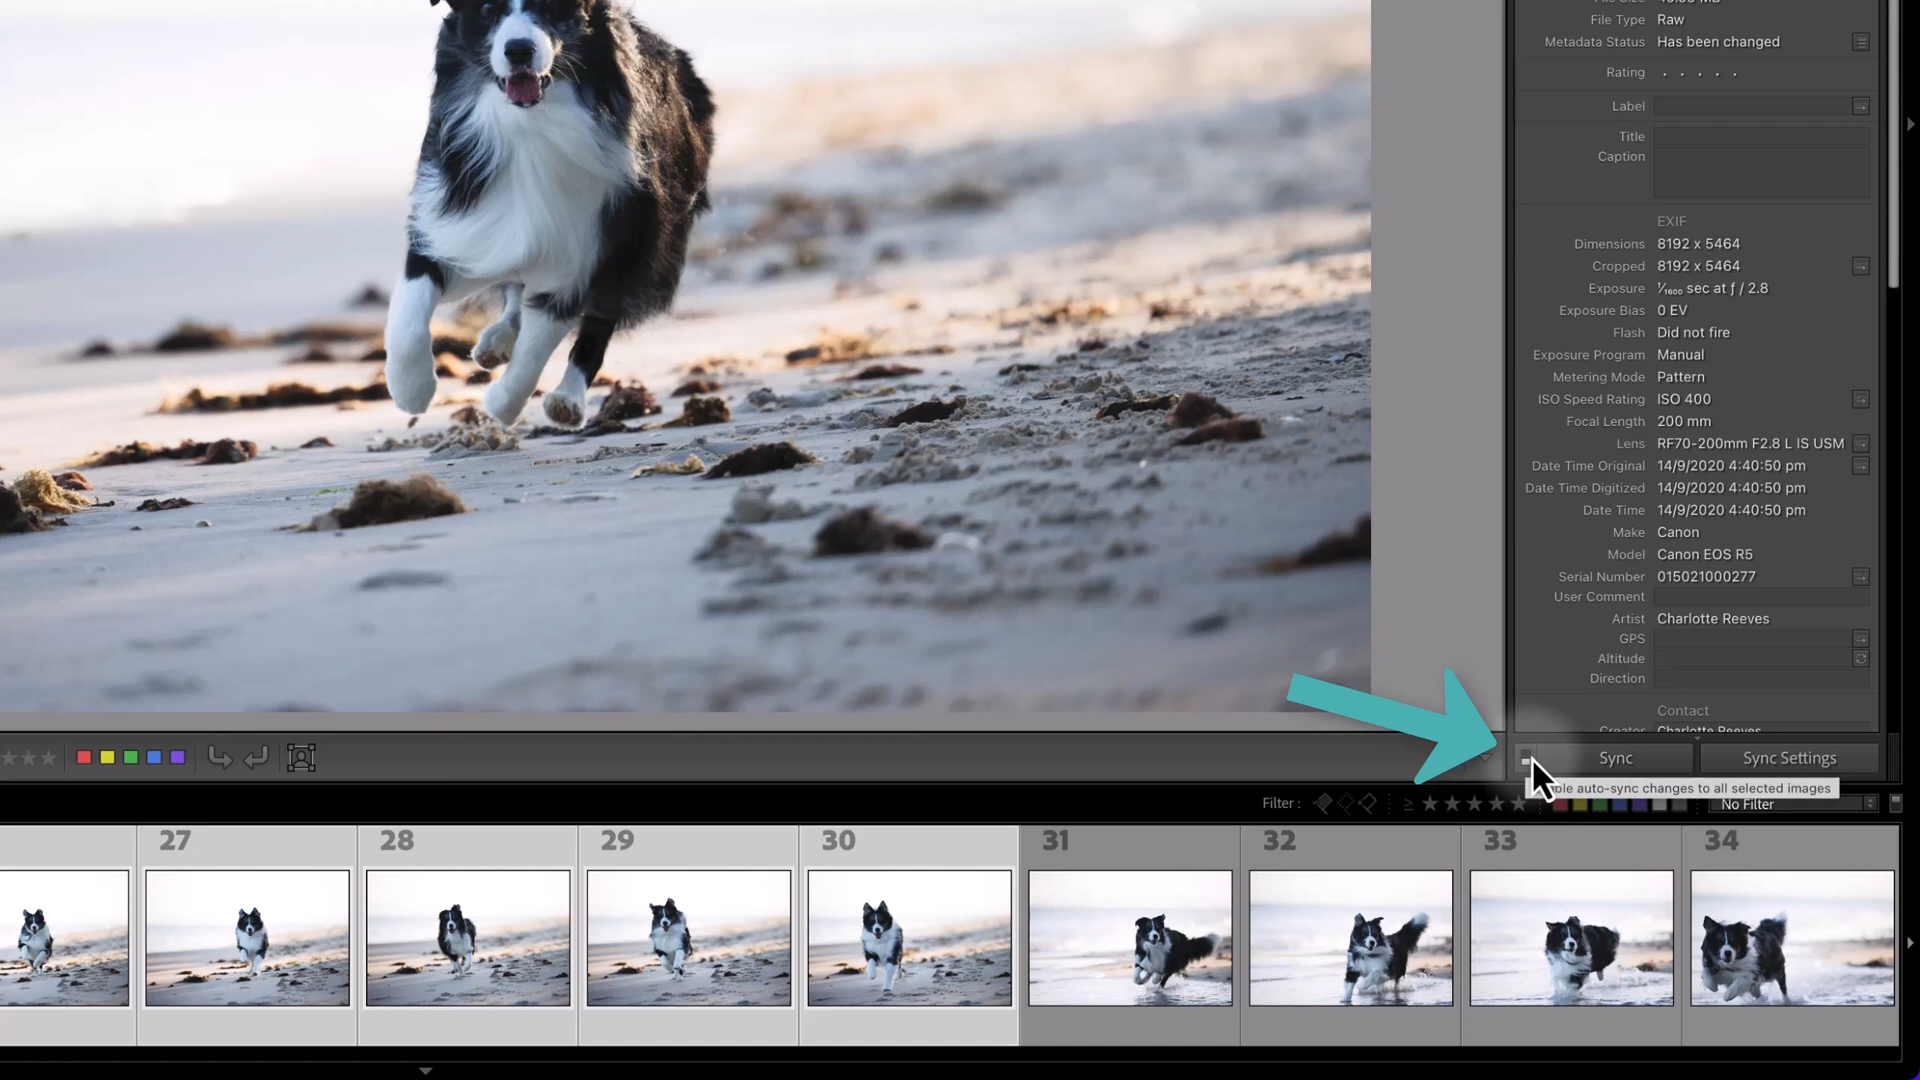 File Type Raw
Metadata Status Has been changed
Rating
Label
Title
Caption
EXIF
Dimensions 8192 x 5464
Cropped 8192 x 5464
Exposure 1/1600 sec at ƒ / 2.8
Exposure Bias 0 EV
Flash Did not fire
Exposure Program Manual
Metering Mode Pattern
ISO Speed Rating ISO 400
Focal Length 200 mm
Lens RF70-200mm F2.8 L IS USM
Date Time Original 14/9/2020 4:40:50 pm
Date Time Digitized 14/9/2020 4:40:50 pm
Date Time 14/9/2020 4:40:50 pm
Make Canon
Model Canon EOS R5
Serial Number 015021000277
User Comment
Artist Charlotte Reeves
GPS
Altitude
Direction
Contact
Creator Charlotte Reeves
Sync Sync Settings
auto-sync changes to all selected images
Filter : ≥ No Filter
27 28 29 30 31 32 33 34